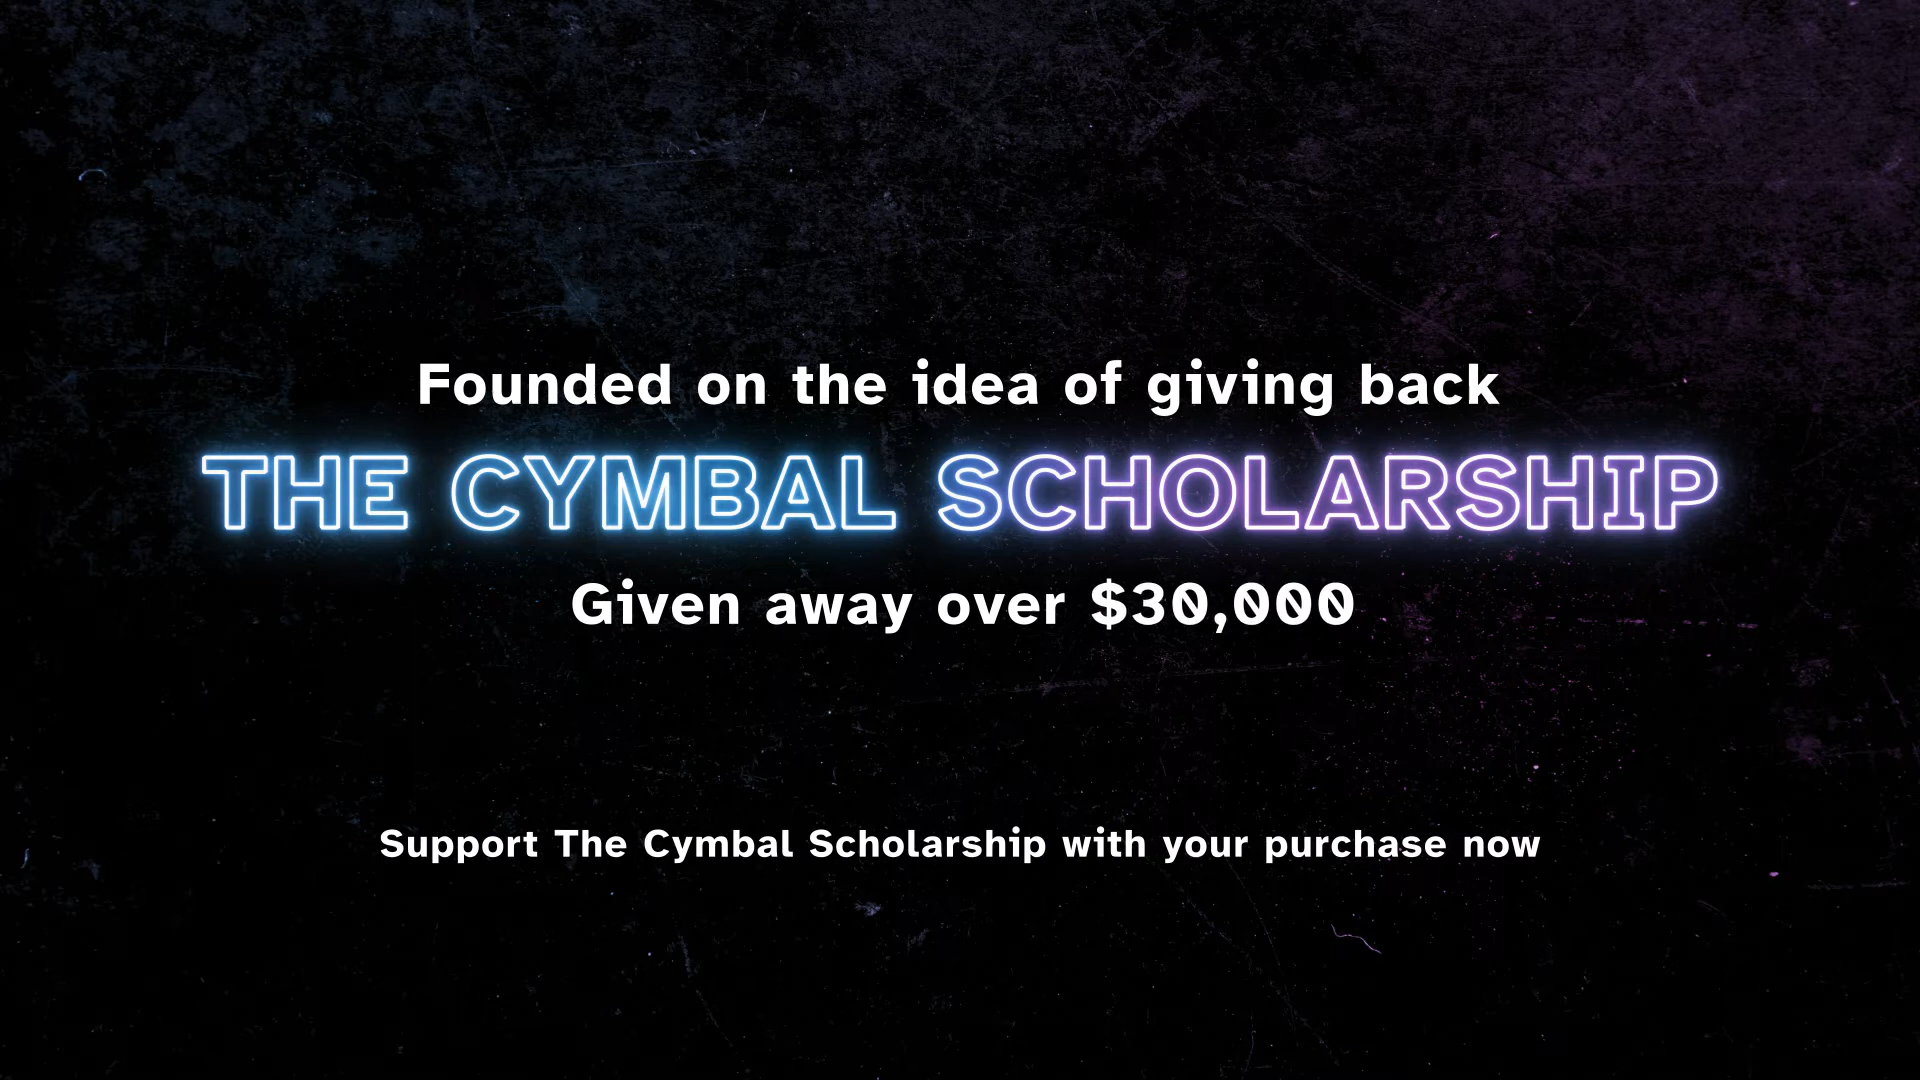 Founded on the idea of giving back
THE CYMBAL SCHOLARSHIP
Given away over $30,000
Support The Cymbal Scholarship with your purchase now